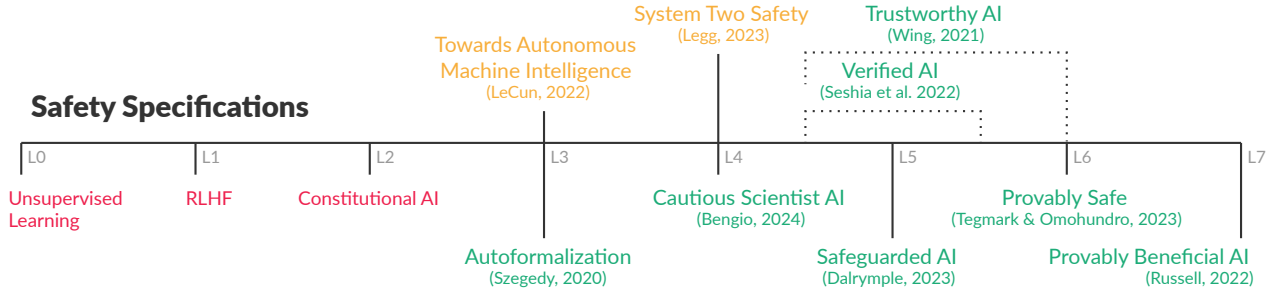 System Two Safety
(Legg, 2023)
Trustworthy AI
(Wing, 2021)
Towards Autonomous
Machine Intelligence
(LeCun, 2022)
Verified AI
(Seshia et al. 2022)
Safety Specifications
L0
L1
L2
L3
L4
L5
L6
L7
Unsupervised
Learning
RLHF
Constitutional AI
Cautious Scientist AI
(Bengio, 2024)
Provably Safe
(Tegmark & Omohundro, 2023)
Autoformalization
(Szegedy, 2020)
Safeguarded AI
(Dalrymple, 2023)
Provably Beneficial AI
(Russell, 2022)